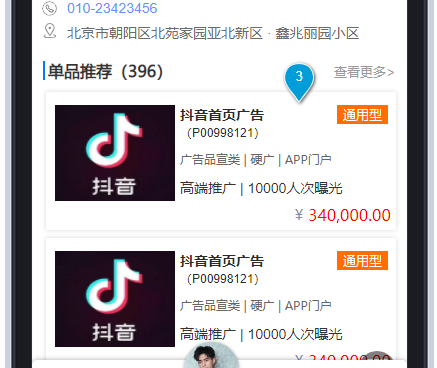 010-23423456
北京市朝阳区北苑家园亚北新区 · 鑫兆丽园小区
单品推荐（396）
查看更多>
3
抖音首页广告
通用型
（P00998121）
广告品宣类 | 硬广 | APP门户
抖音
高端推广 | 10000人次曝光
¥ 340,000.00
抖音首页广告
通用型
（P00998121）
广告品宣类 | 硬广 | APP门户
抖音
高端推广 | 10000人次曝光
¥ 340,000.00